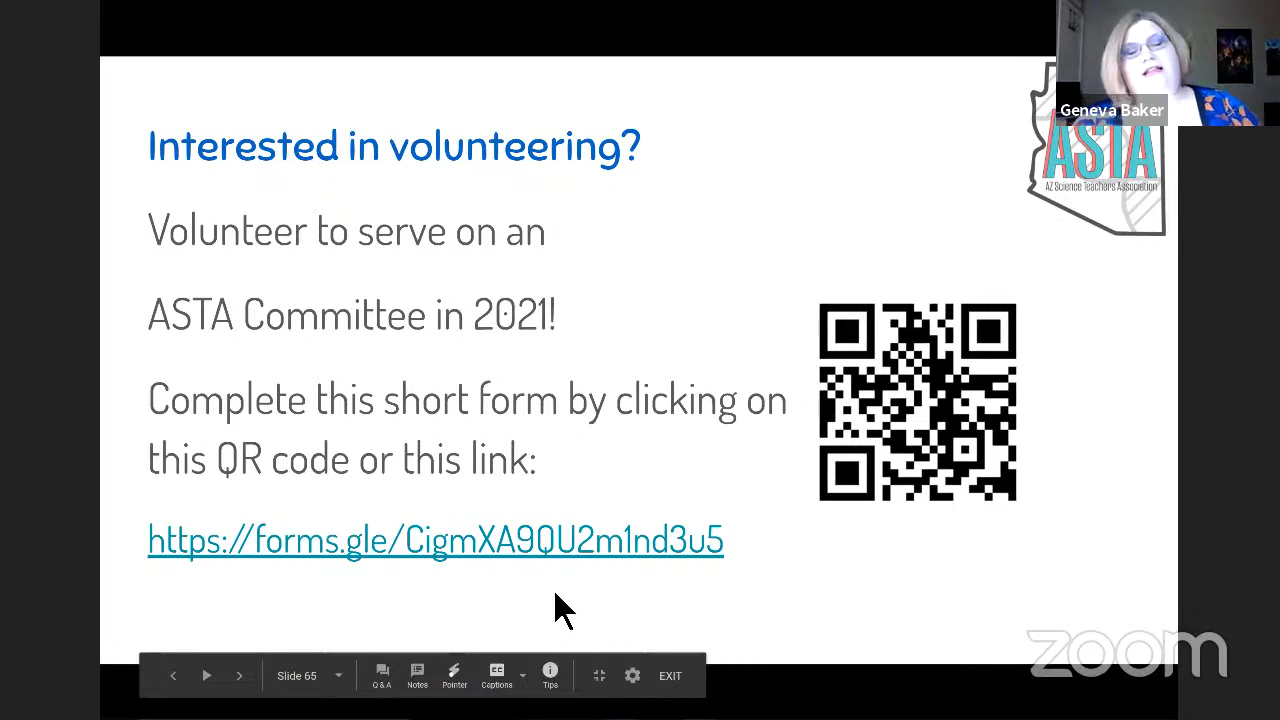 Geneva Baker
ASTA
AZ Science Teachers Association
Interested in volunteering?
Volunteer to serve on an
ASTA Committee in 2021!
Complete this short form by clicking on
this QR code or this link:
https://forms.gle/CigmXA9QU2m1nd3u5
zoom
Slide 65
Q & A
Notes
Pointer
CC
Captions
Tips
EXIT